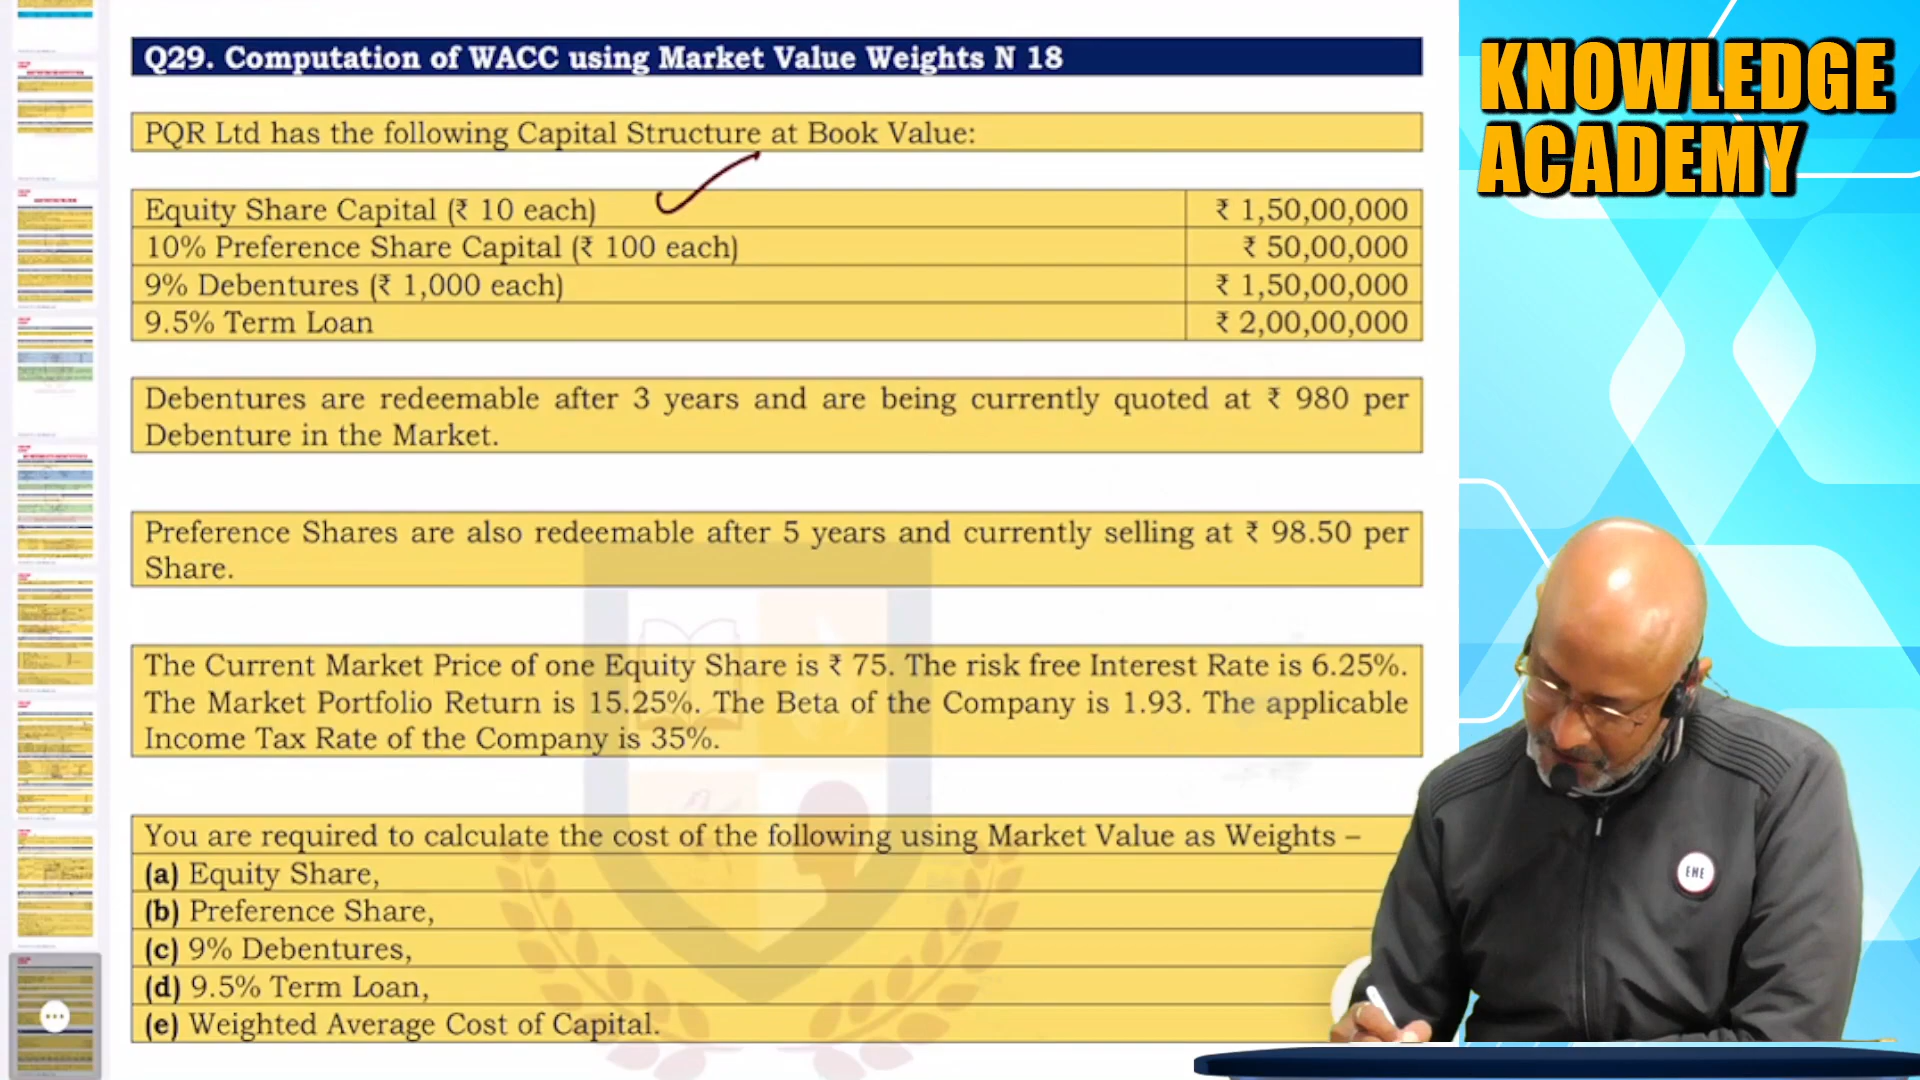 Q29. Computation of WACC using Market Value Weights N 18
PQR Ltd has the following Capital Structure at Book Value:
Equity Share Capital (₹ 10 each) ₹ 1,50,00,000
10% Preference Share Capital (₹ 100 each) ₹ 50,00,000
9% Debentures (₹ 1,000 each) ₹ 1,50,00,000
9.5% Term Loan ₹ 2,00,00,000
Debentures are redeemable after 3 years and are being currently quoted at ₹ 980 per
Debenture in the Market.
Preference Shares are also redeemable after 5 years and currently selling at ₹ 98.50 per
Share.
The Current Market Price of one Equity Share is ₹ 75. The risk free Interest Rate is 6.25%.
The Market Portfolio Return is 15.25%. The Beta of the Company is 1.93. The applicable
Income Tax Rate of the Company is 35%.
You are required to calculate the cost of the following using Market Value as Weights –
(a) Equity Share,
(b) Preference Share,
(c) 9% Debentures,
(d) 9.5% Term Loan,
(e) Weighted Average Cost of Capital.
KNOWLEDGE
ACADEMY